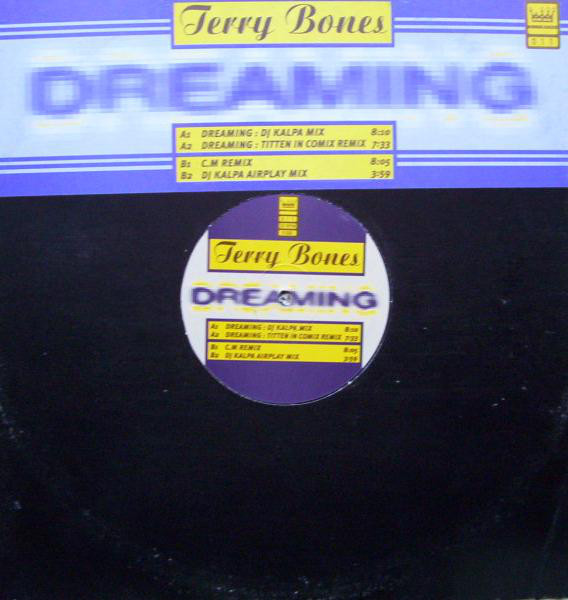 Terry Bones
011
DREAMING
A1 DREAMING : DJ KALPA MIX 8:10
A2 DREAMING : TITTEN IN COMIX REMIX 7:33
B1 C.M REMIX 8:05
B2 DJ KALPA AIRPLAY MIX 3:59
Terry Bones
DREAMING
A1 DREAMING : DJ KALPA MIX 8:10
A2 DREAMING : TITTEN IN COMIX REMIX 7:33
B1 C.M REMIX 8:05
B2 DJ KALPA AIRPLAY MIX 3:59